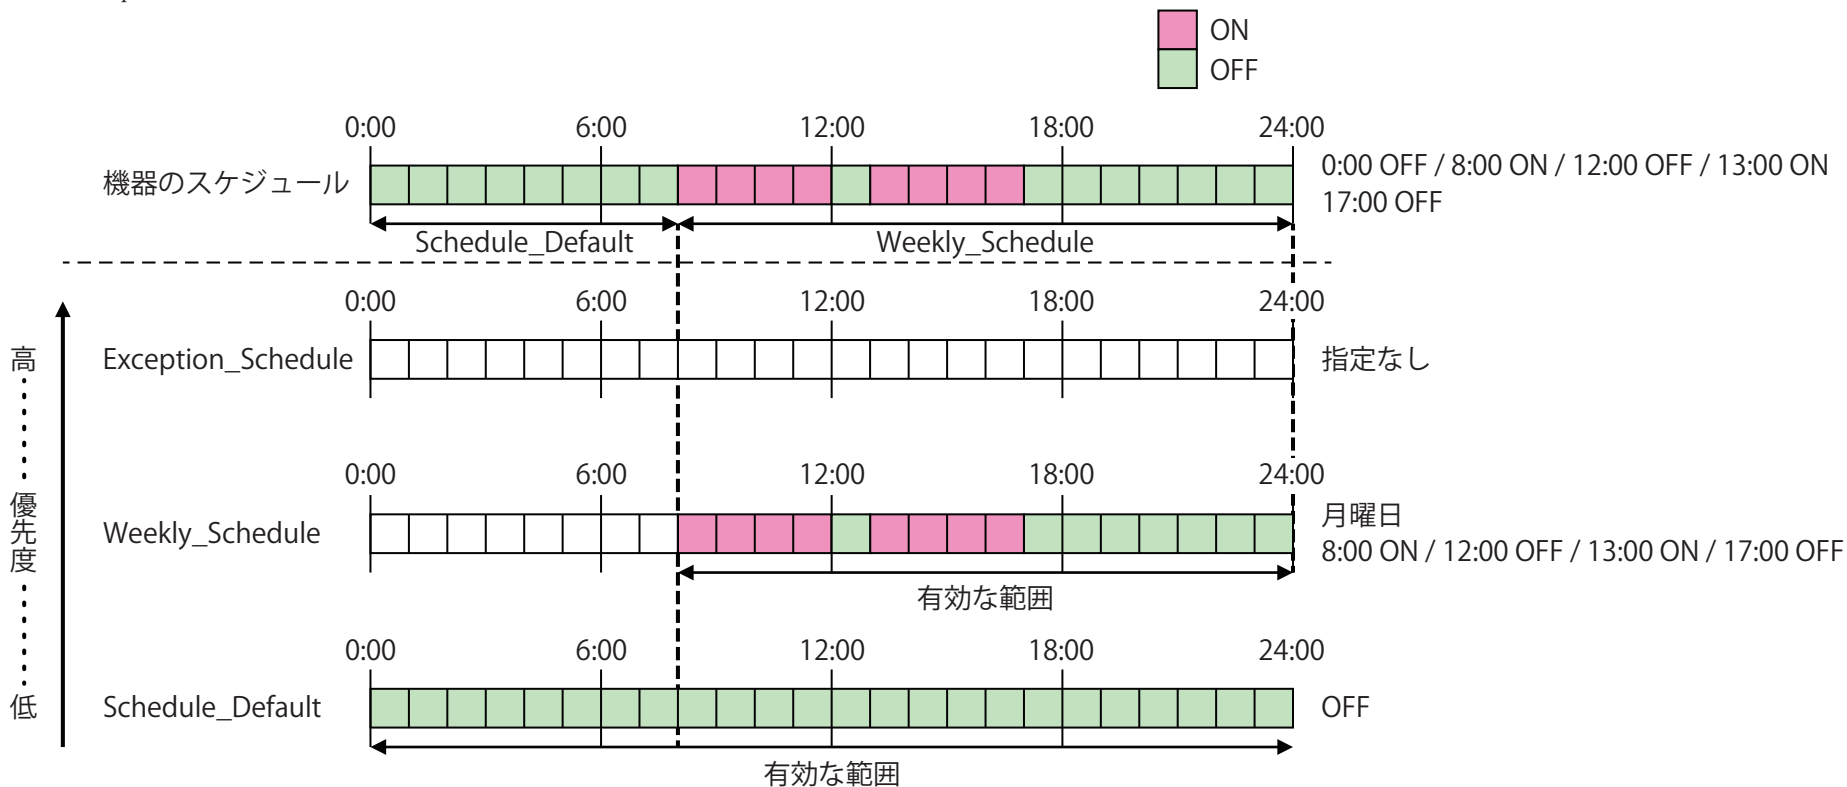 ON
OFF
0:00 6:00 12:00 18:00 24:00
機器のスケジュール
0:00 OFF / 8:00 ON / 12:00 OFF / 13:00 ON
17:00 OFF
Schedule_Default Weekly_Schedule
0:00 6:00 12:00 18:00 24:00
高
Exception_Schedule
指定なし
0:00 6:00 12:00 18:00 24:00
優先度
Weekly_Schedule
月曜日
8:00 ON / 12:00 OFF / 13:00 ON / 17:00 OFF
有効な範囲
0:00 6:00 12:00 18:00 24:00
低
Schedule_Default
OFF
有効な範囲